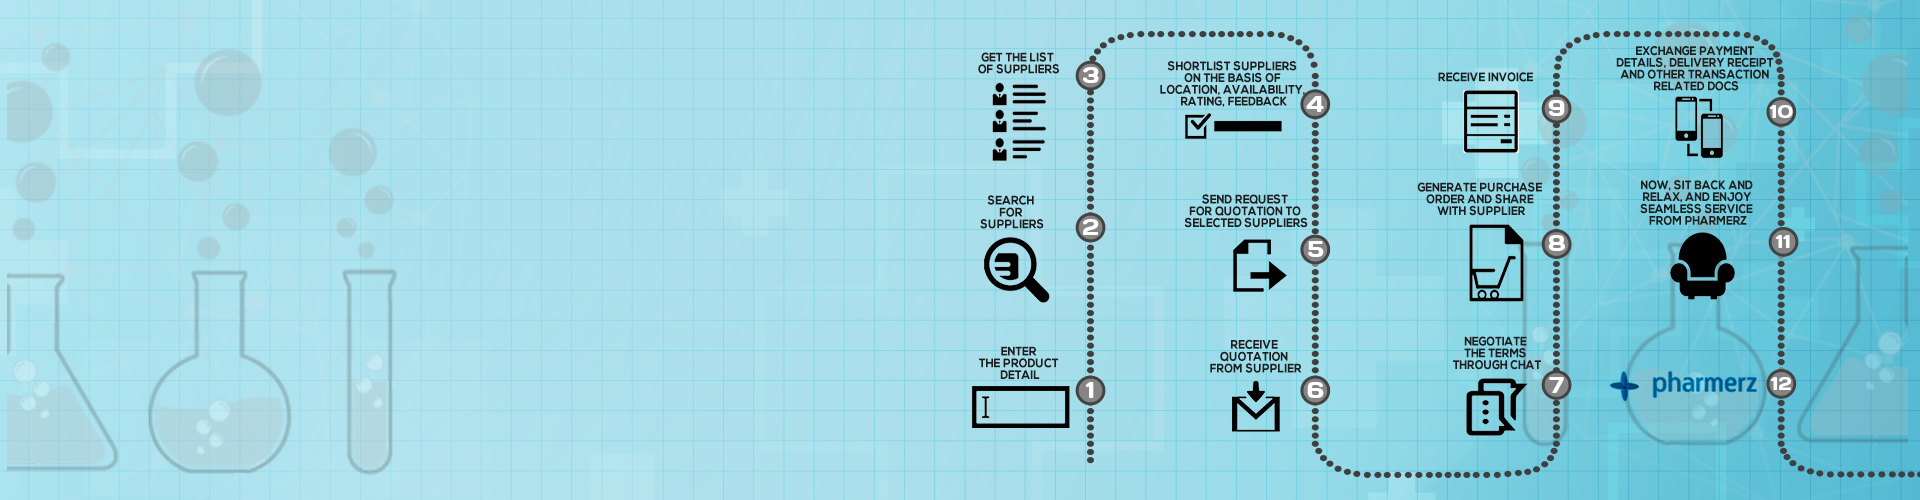 ENTER
THE PRODUCT
DETAIL
1
SEARCH
FOR
SUPPLIERS
2
GET THE LIST
OF SUPPLIERS
3
SHORTLIST SUPPLIERS
ON THE BASIS OF
LOCATION, AVAILABILITY,
RATING, FEEDBACK
4
SEND REQUEST
FOR QUOTATION TO
SELECTED SUPPLIERS
5
RECEIVE
QUOTATION
FROM SUPPLIER
6
NEGOTIATE
THE TERMS
THROUGH CHAT
7
GENERATE PURCHASE
ORDER AND SHARE
WITH SUPPLIER
8
RECEIVE INVOICE
9
EXCHANGE PAYMENT
DETAILS, DELIVERY RECEIPT
AND OTHER TRANSACTION
RELATED DOCS
10
NOW, SIT BACK AND
RELAX, AND ENJOY
SEAMLESS SERVICE
FROM PHARMERZ
11
pharmerz
12